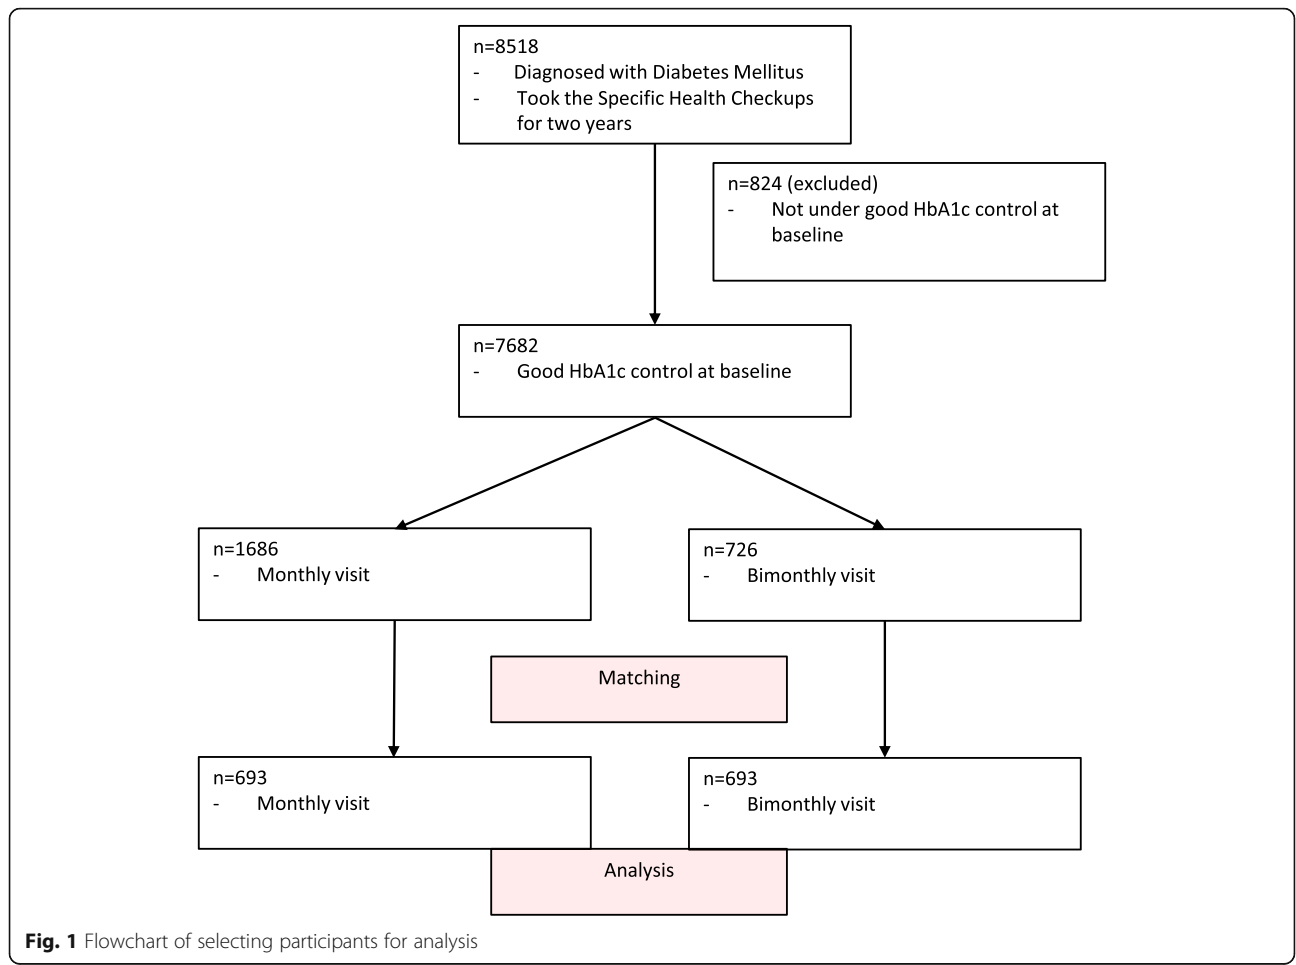 n=8518
- Diagnosed with Diabetes Mellitus
- Took the Specific Health Checkups
for two years
n=824 (excluded)
- Not under good HbA1c control at
baseline
n=7682
- Good HbA1c control at baseline
n=1686
- Monthly visit
n=726
- Bimonthly visit
Matching
n=693
- Monthly visit
n=693
- Bimonthly visit
Analysis
Fig. 1 Flowchart of selecting participants for analysis